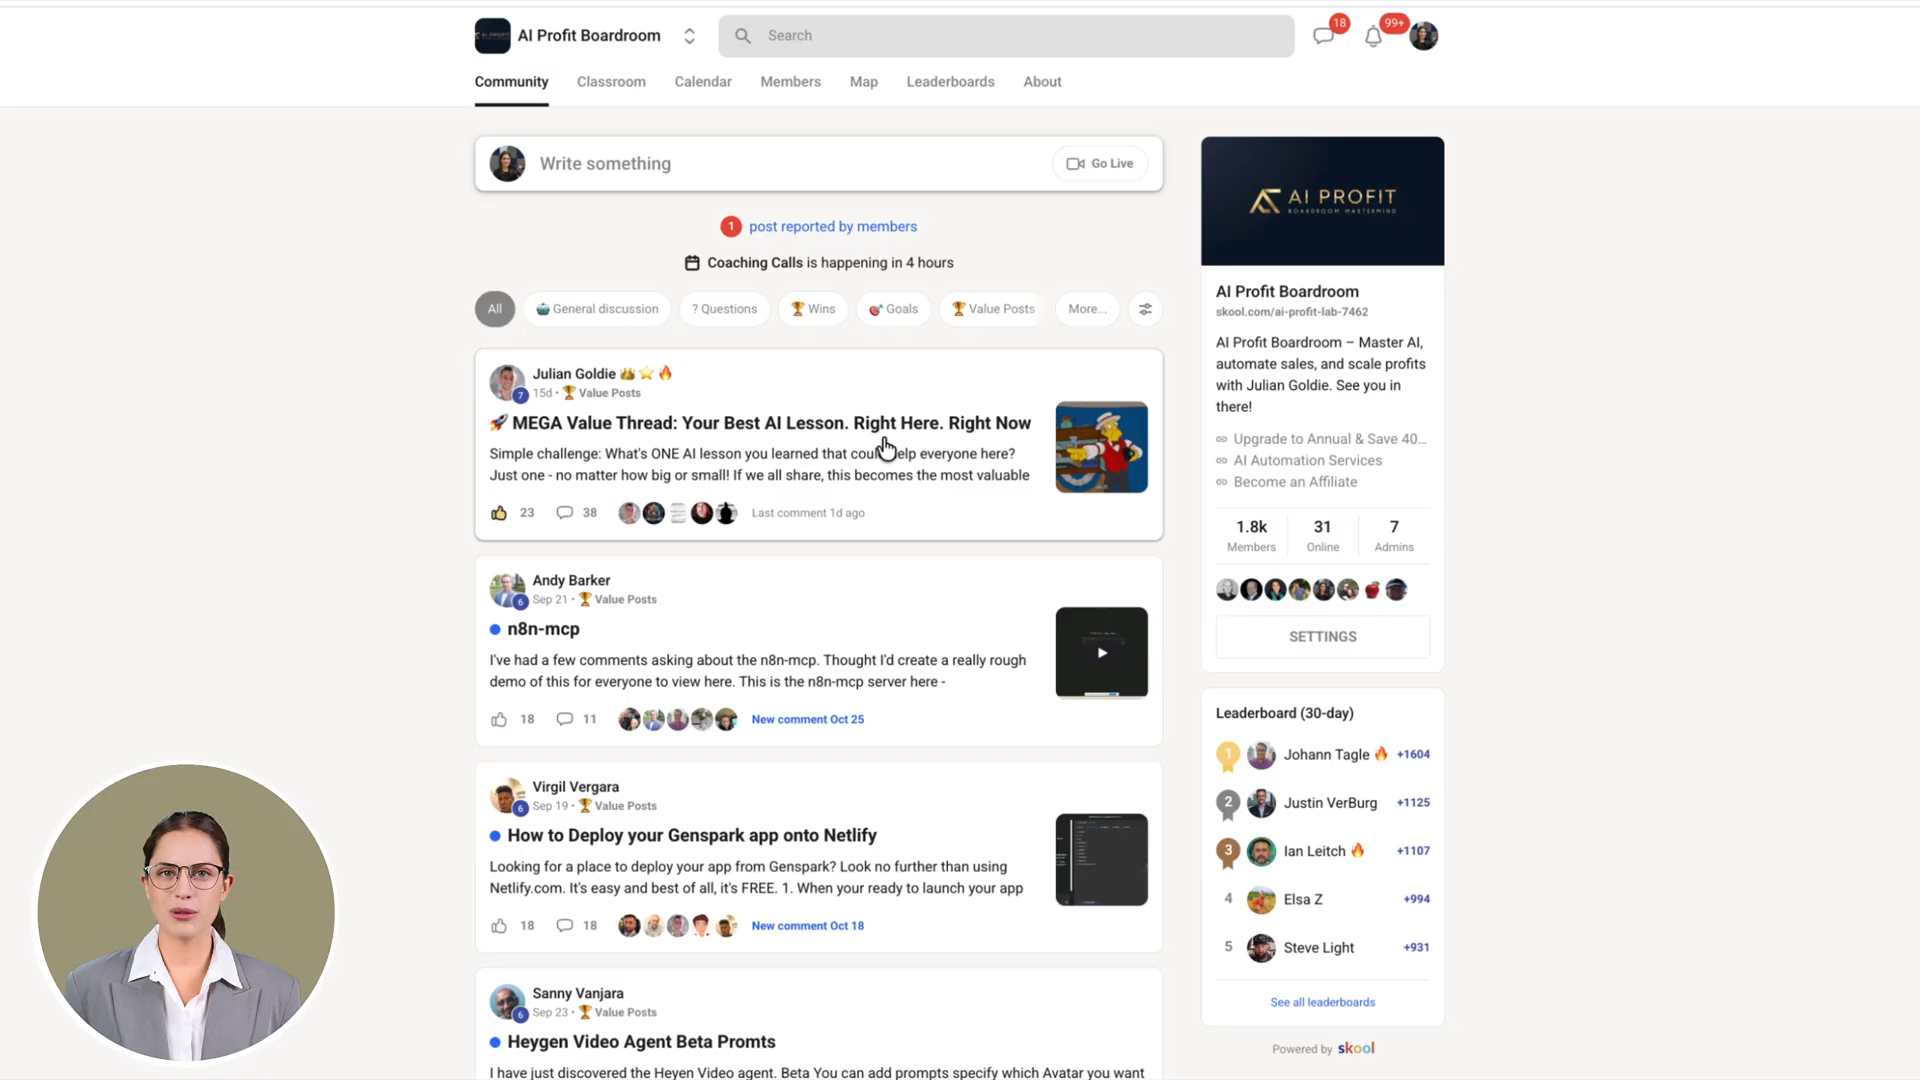 AI Profit Boardroom
Search
18
99+
Community
Classroom
Calendar
Members
Map
Leaderboards
About
Write something
Go Live
1 post reported by members
Coaching Calls is happening in 4 hours
All
General discussion
? Questions
Wins
Goals
Value Posts
More...
Julian Goldie
7
15d • Value Posts
MEGA Value Thread: Your Best AI Lesson. Right Here. Right Now
Simple challenge: What's ONE AI lesson you learned that could help everyone here?
Just one - no matter how big or small! If we all share, this becomes the most valuable
23
38
Last comment 1d ago
Andy Barker
6
Sep 21 • Value Posts
n8n-mcp
I've had a few comments asking about the n8n-mcp. Thought I'd create a really rough
demo of this for everyone to view here. This is the n8n-mcp server here -
18
11
New comment Oct 25
Virgil Vergara
6
Sep 19 • Value Posts
How to Deploy your Genspark app onto Netlify
Looking for a place to deploy your app from Genspark? Look no further than using
Netlify.com. It's easy and best of all, it's FREE. 1. When your ready to launch your app
18
18
New comment Oct 18
Sanny Vanjara
6
Sep 23 • Value Posts
Heygen Video Agent Beta Promts
I have just discovered the Heyen Video agent. Beta You can add prompts specify which Avatar you want
AI PROFIT
BOARDROOM MASTERMIND
AI Profit Boardroom
skool.com/ai-profit-lab-7462
AI Profit Boardroom – Master AI,
automate sales, and scale profits
with Julian Goldie. See you in
there!
Upgrade to Annual & Save 40...
AI Automation Services
Become an Affiliate
1.8k
Members
31
Online
7
Admins
SETTINGS
Leaderboard (30-day)
1 Johann Tagle +1604
2 Justin VerBurg +1125
3 Ian Leitch +1107
4 Elsa Z +994
5 Steve Light +931
See all leaderboards
Powered by skool